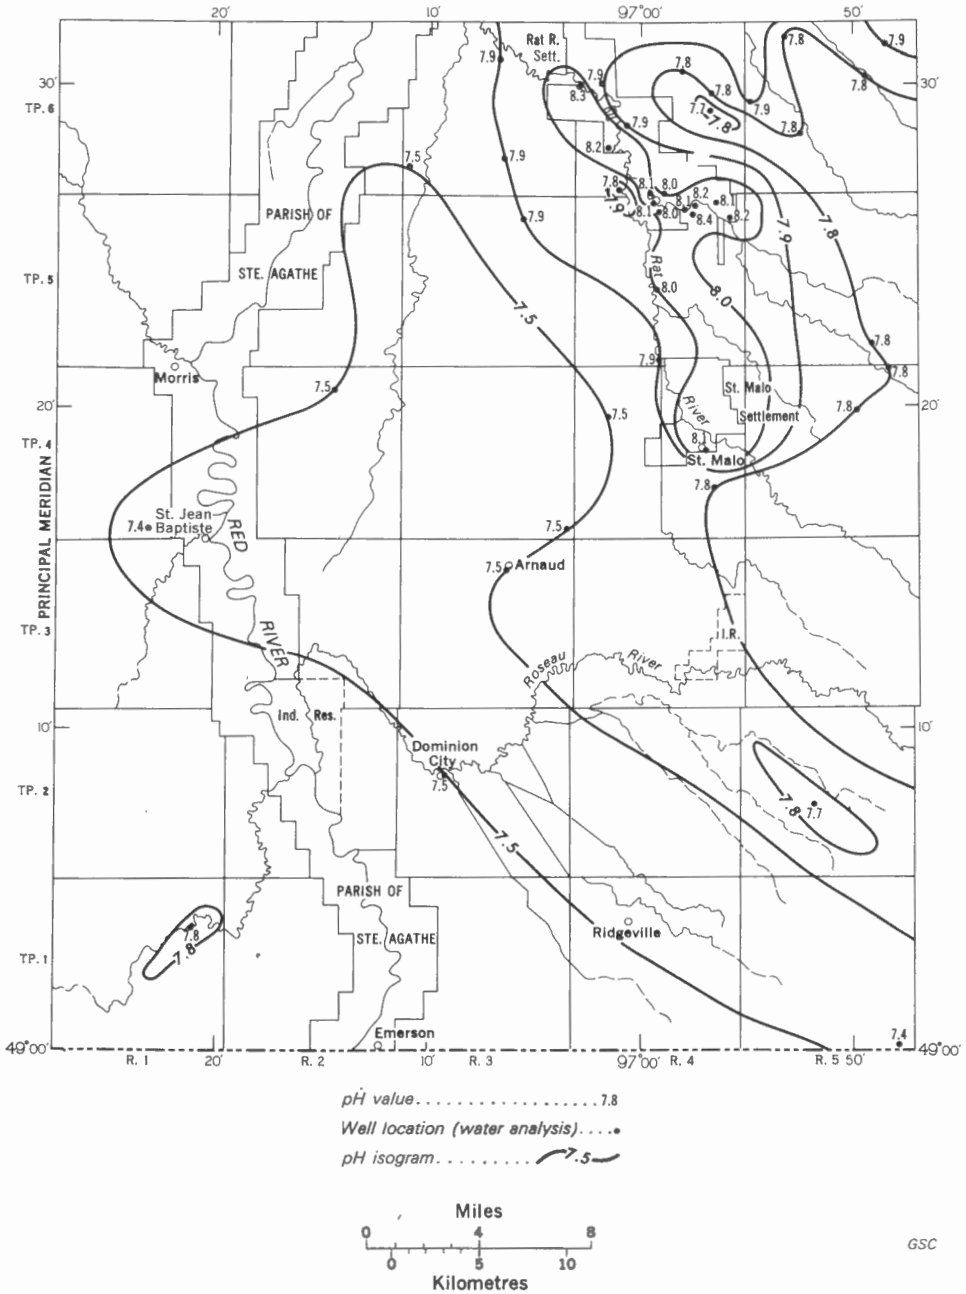 20' 10' 97°00' 50'
Rat R.
Sett.
7.9 7.9 7.8 7.8 7.9
30' 8.3 7.8 7.8 30'
TP. 6 7.7 7.8 7.9
7.9 7.8
7.5 7.9 8.2
7.8 8.1 8.0 8.2 8.1
7.9 8.1 8.0 8.1 8.4 8.2
PARISH OF
STE. AGATHE
7.9 7.9 7.8
TP. 5
Rat
8.0 8.0
7.5
7.8
7.9 7.8
Morris
7.5
St. Malo
Settlement
River
20' 7.5 7.8 20'
TP. 4
8.1
St. Malo
7.8
PRINCIPAL MERIDIAN
St. Jean
Baptiste
7.4
RED
RIVER
7.5
7.5 Arnaud
TP. 3
I.R.
Roseau
River
Ind. Res.
10' 10'
Dominion
City
7.5
TP. 2
7.8 7.7
7.5
PARISH OF
STE. AGATHE
7.8
7.8
Ridgeville
TP. 1
Emerson
7.4
49°00' 49°00'
R. 1 20' R. 2 10' R. 3 97°00' R. 4 R. 5 50'
pH value....................7.8
Well location (water analysis).....
pH isogram..........7.5
Miles
0 4 8
0 5 10
Kilometres
GSC